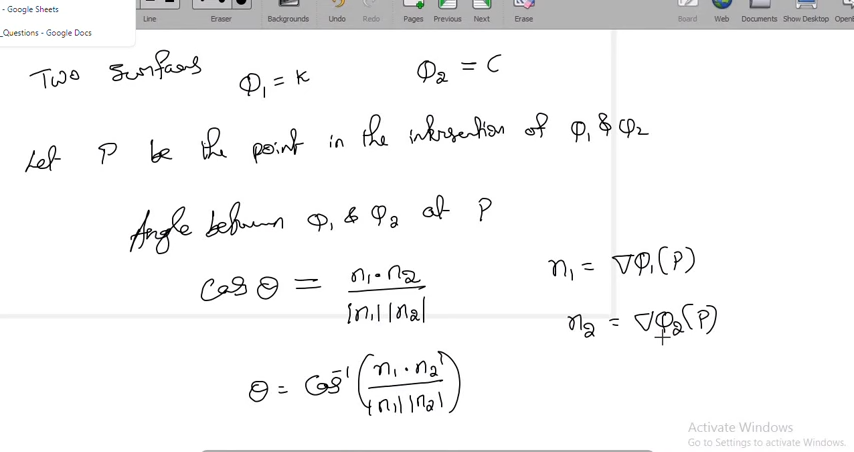 - Google Sheets
_Questions - Google Docs
Line
Eraser
Backgrounds
Undo
Redo
Pages
Previous
Next
Erase
Board
Web
Documents
Show Desktop
Two surfaces φ₁ = K φ₂ = C
Let P be the point in the intersection of φ₁ & φ₂
Angle between φ₁ & φ₂ at P
cos θ = n₁ · n₂ / |n₁| |n₂|
n₁ = ∇φ₁(P)
n₂ = ∇φ₂(P)
θ = cos⁻¹ (n₁ · n₂ / |n₁| |n₂|)
Activate Windows
Go to Settings to activate Windows.